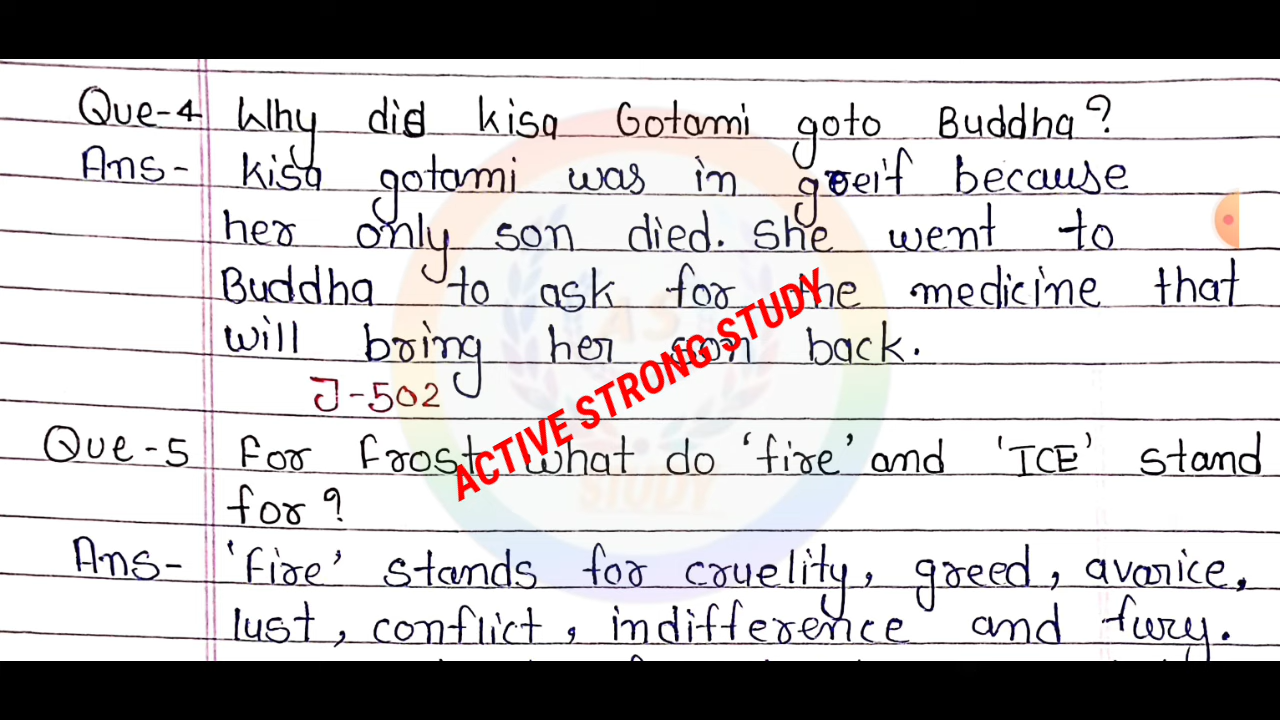 Que-4 Why did kisa Gotami goto Buddha?
Ans- kisa gotami was in greif because
her only son died. She went to
Buddha to ask for the medicine that
will bring her son back.
J-502
Que-5 For Frost what do 'fire' and 'ICE' stand
for?
Ans- 'fire' stands for cruelity, greed, avarice,
lust, conflict, indifference and fury.
ACTIVE STRONG STUDY
AS
STUDY